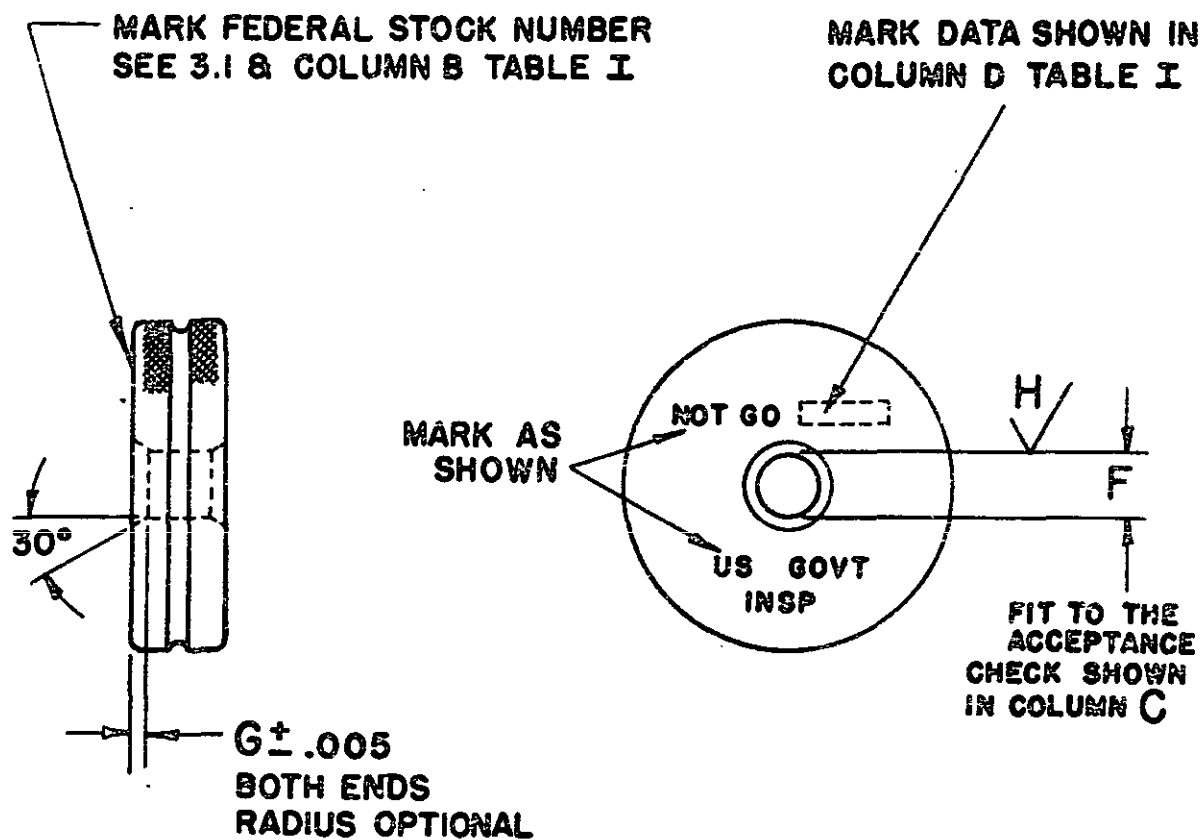 MARK FEDERAL STOCK NUMBER
SEE 3.1 & COLUMN B TABLE I
MARK DATA SHOWN IN
COLUMN D TABLE I
NOT GO
H
MARK AS
SHOWN
F
30°
US GOVT
INSP
FIT TO THE
ACCEPTANCE
CHECK SHOWN
IN COLUMN C
G± .005
BOTH ENDS
RADIUS OPTIONAL